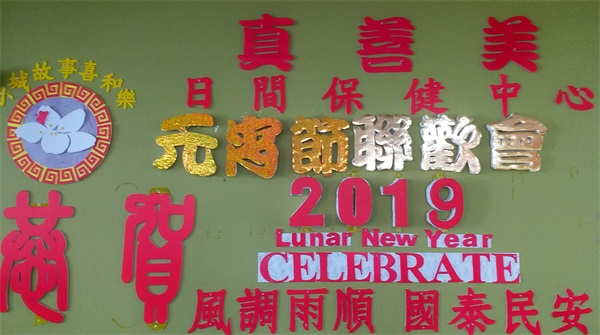 真善美
小城故事喜和樂
日間保健中心
元宵節聯歡會
恭賀
2019
Lunar New Year
CELEBRATE
風調雨順 國泰民安